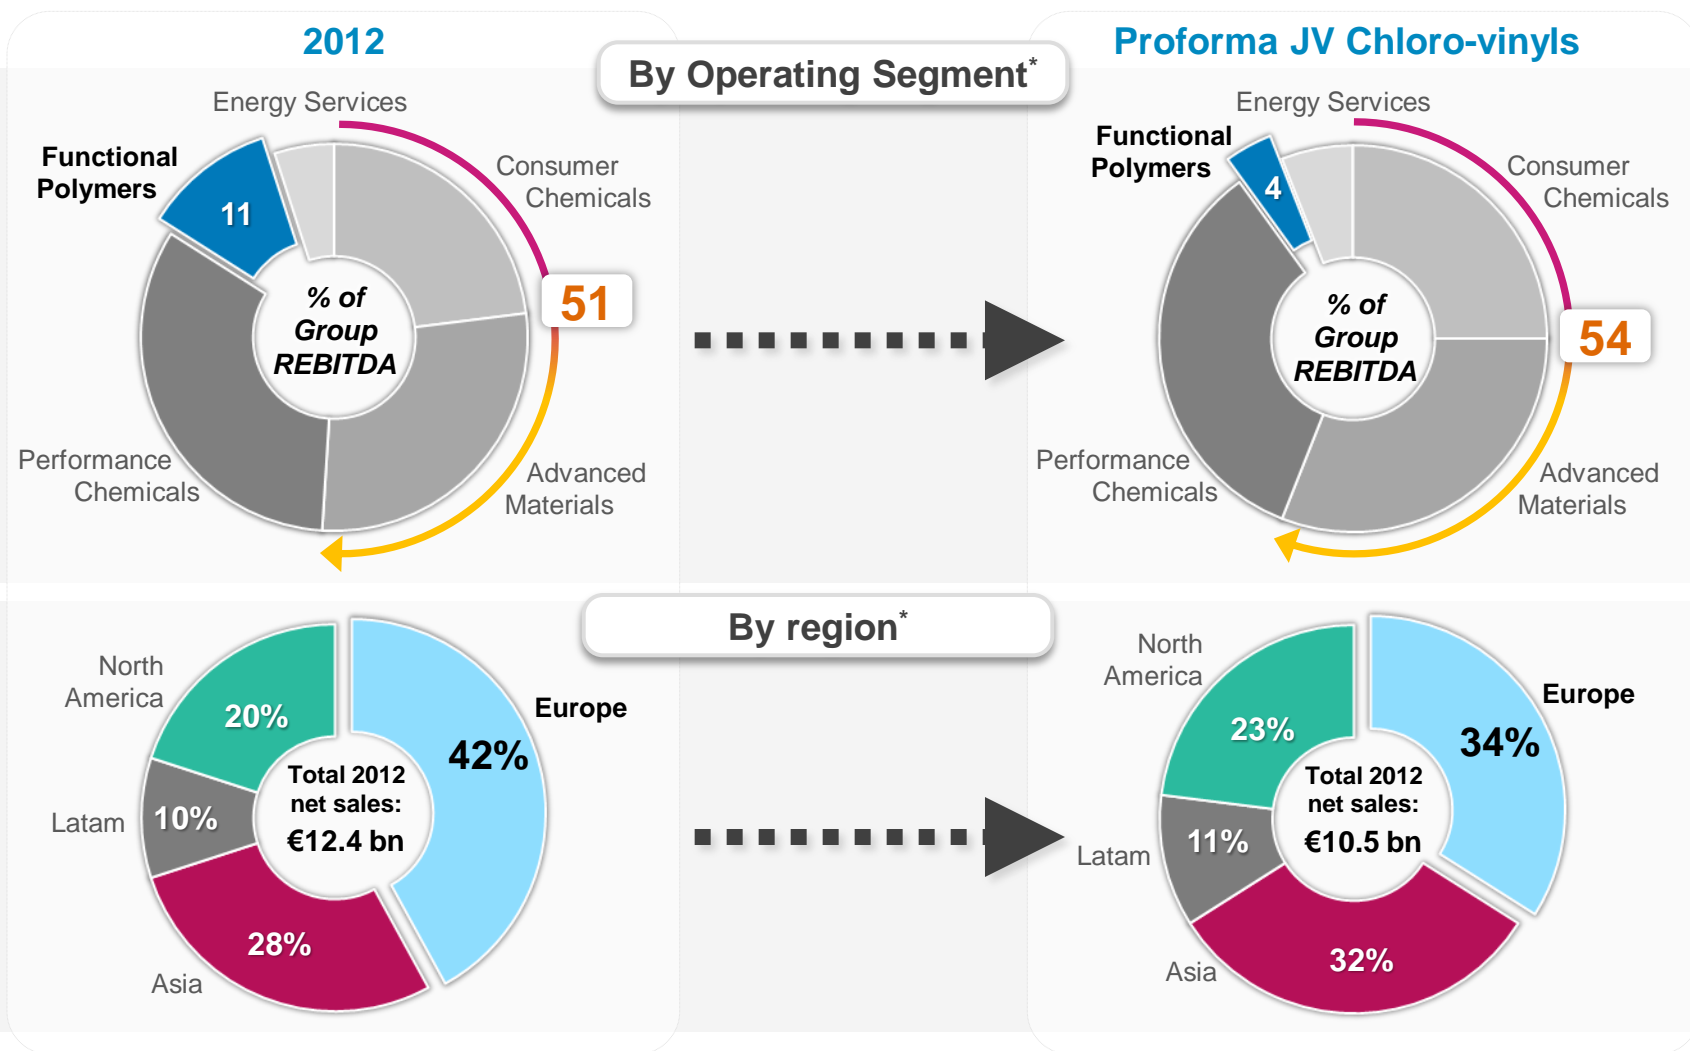 2012
Proforma JV Chloro-vinyls
By Operating Segment*
Energy Services
Functional
Polymers
11
Consumer
Chemicals
% of
Group
REBITDA
51
Performance
Chemicals
Advanced
Materials
Energy Services
Functional
Polymers
4
Consumer
Chemicals
% of
Group
REBITDA
54
Performance
Chemicals
Advanced
Materials
By region*
North
America
20%
Europe
42%
Total 2012
net sales:
€12.4 bn
Latam
10%
28%
Asia
North
America
23%
Europe
34%
Total 2012
net sales:
€10.5 bn
Latam
11%
32%
Asia